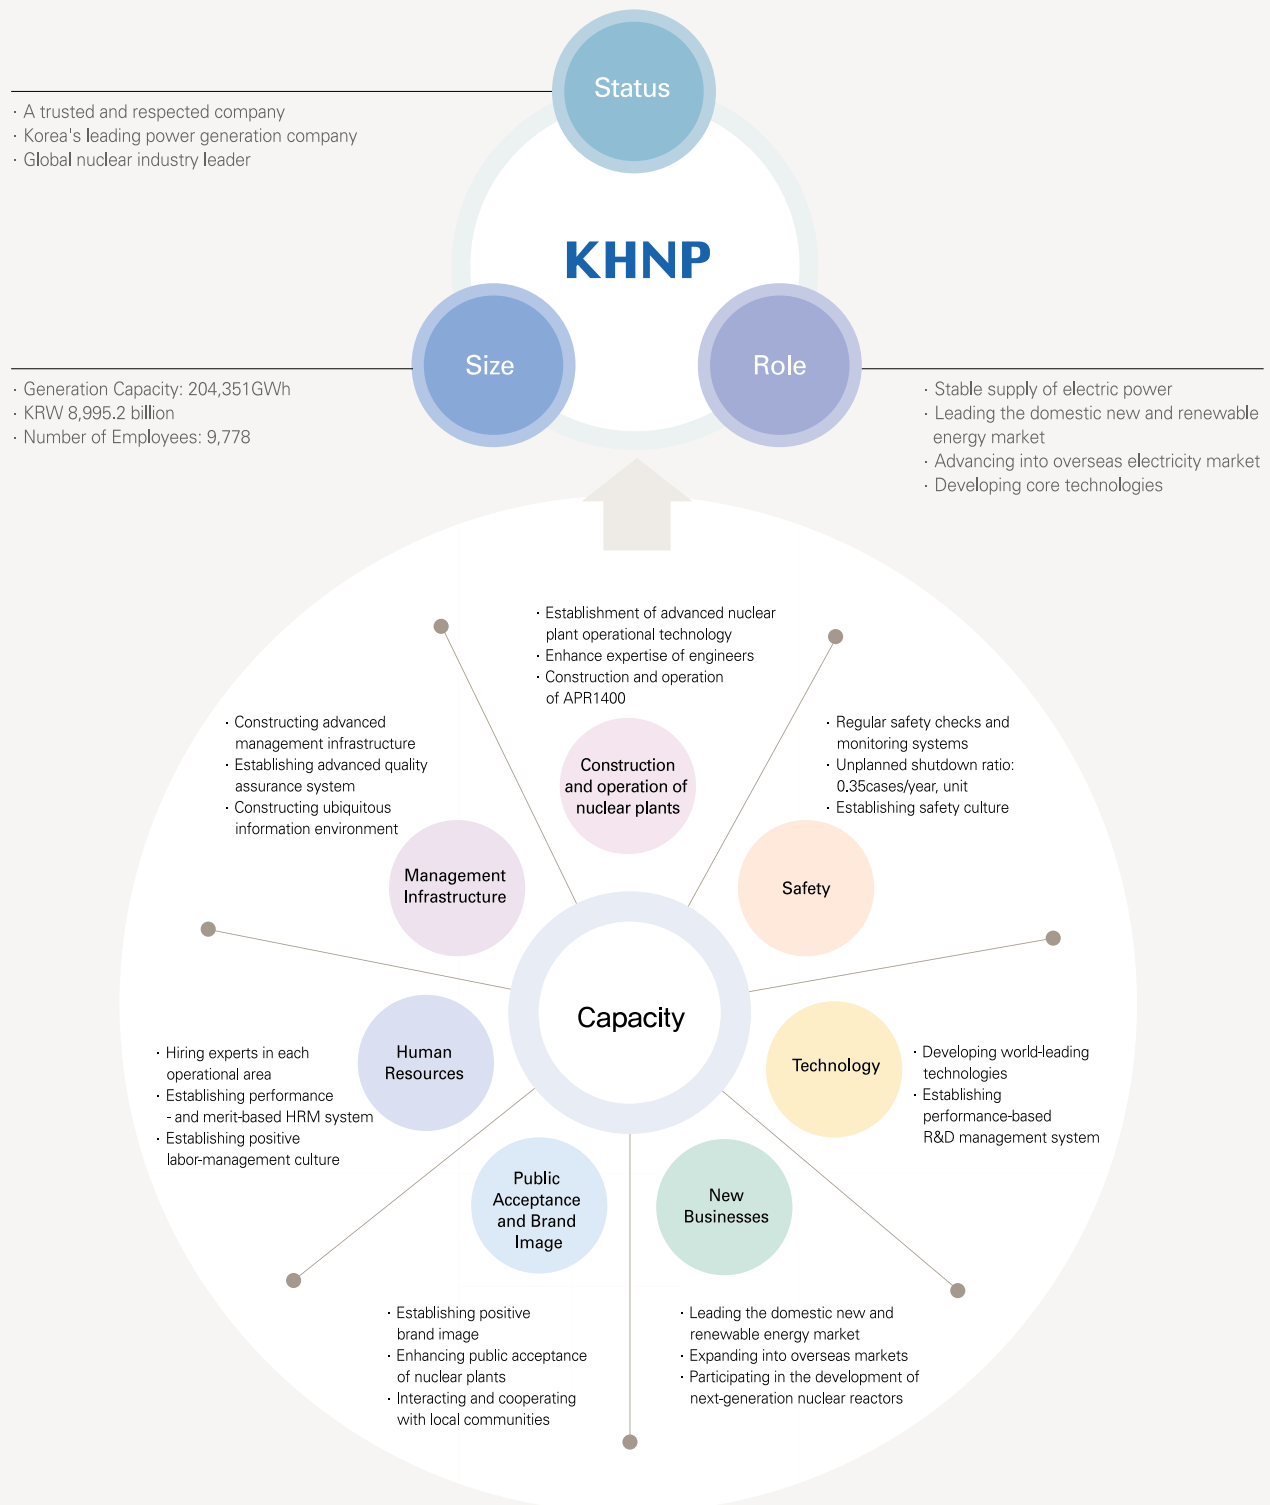 Status
· A trusted and respected company
· Korea's leading power generation company
· Global nuclear industry leader
KHNP
Size
· Generation Capacity: 204,351GWh
· KRW 8,995.2 billion
· Number of Employees: 9,778
Role
· Stable supply of electric power
· Leading the domestic new and renewable
energy market
· Advancing into overseas electricity market
· Developing core technologies
· Establishment of advanced nuclear
plant operational technology
· Enhance expertise of engineers
· Construction and operation
of APR1400
Construction
and operation of
nuclear plants
· Constructing advanced
management infrastructure
· Establishing advanced quality
assurance system
· Constructing ubiquitous
information environment
Management
Infrastructure
· Regular safety checks and
monitoring systems
· Unplanned shutdown ratio:
0.35cases/year, unit
· Establishing safety culture
Safety
Capacity
· Hiring experts in each
operational area
· Establishing performance
- and merit-based HRM system
· Establishing positive
labor-management culture
Human
Resources
Technology
· Developing world-leading
technologies
· Establishing
performance-based
R&D management system
Public
Acceptance
and Brand
Image
New
Businesses
· Establishing positive
brand image
· Enhancing public acceptance
of nuclear plants
· Interacting and cooperating
with local communities
· Leading the domestic new and
renewable energy market
· Expanding into overseas markets
· Participating in the development of
next-generation nuclear reactors